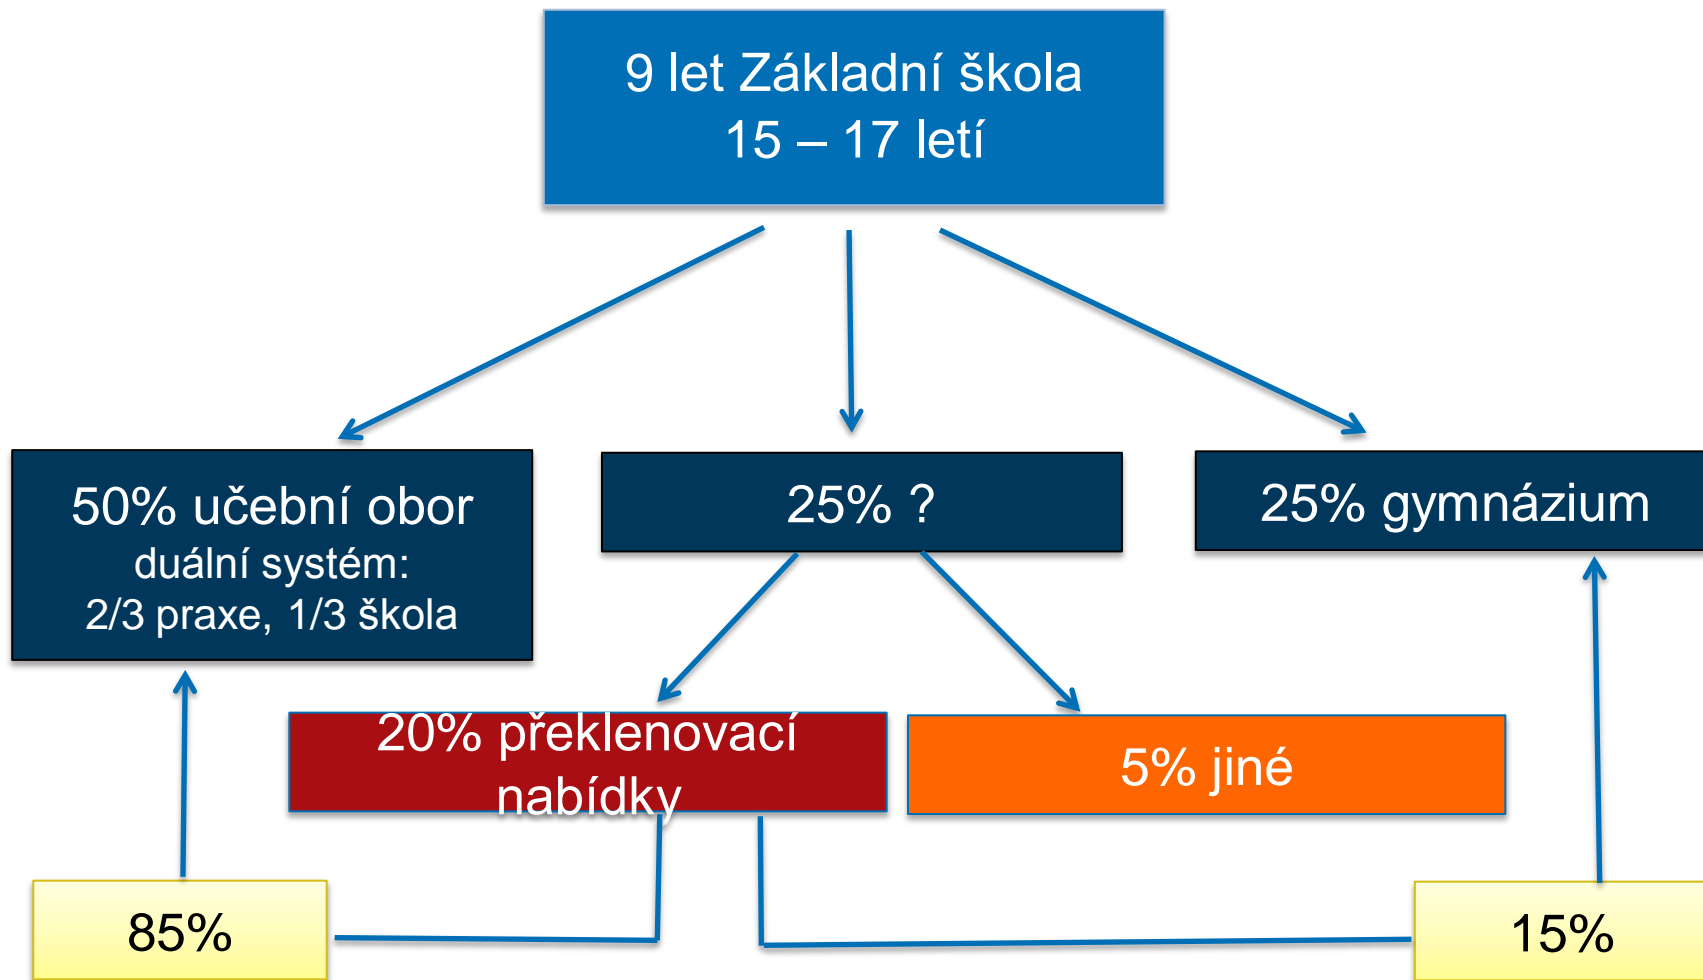 9 let Základní škola
15 – 17 letí
50% učební obor
duální systém:
2/3 praxe, 1/3 škola
25% ?
25% gymnázium
20% překlenovací
nabídky
5% jiné
85%
15%